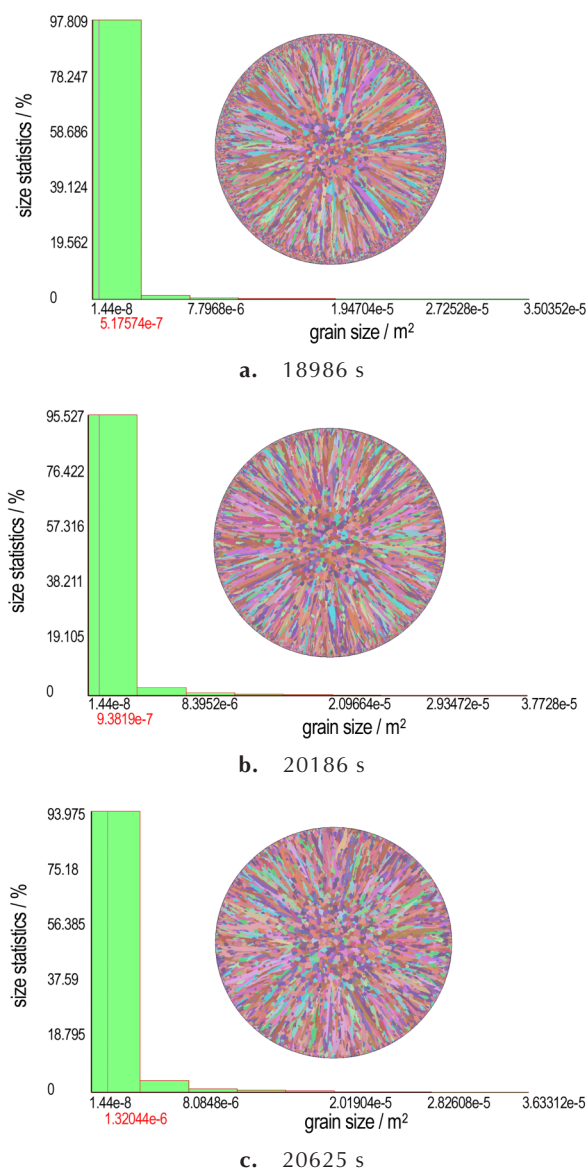 97.809
78.247
58.686
39.124
19.562
0
size statistics / %
1.44e-8 7.7968e-6 1.94704e-5 2.72528e-5 3.50352e-5
5.17574e-7
grain size / m²
a. 18986 s
95.527
76.422
57.316
38.211
19.105
0
size statistics / %
1.44e-8 8.3952e-6 2.09664e-5 2.93472e-5 3.7728e-5
9.3819e-7
grain size / m²
b. 20186 s
93.975
75.18
56.385
37.59
18.795
0
size statistics / %
1.44e-8 8.0848e-6 2.01904e-5 2.82608e-5 3.63312e-5
1.32044e-6
grain size / m²
c. 20625 s